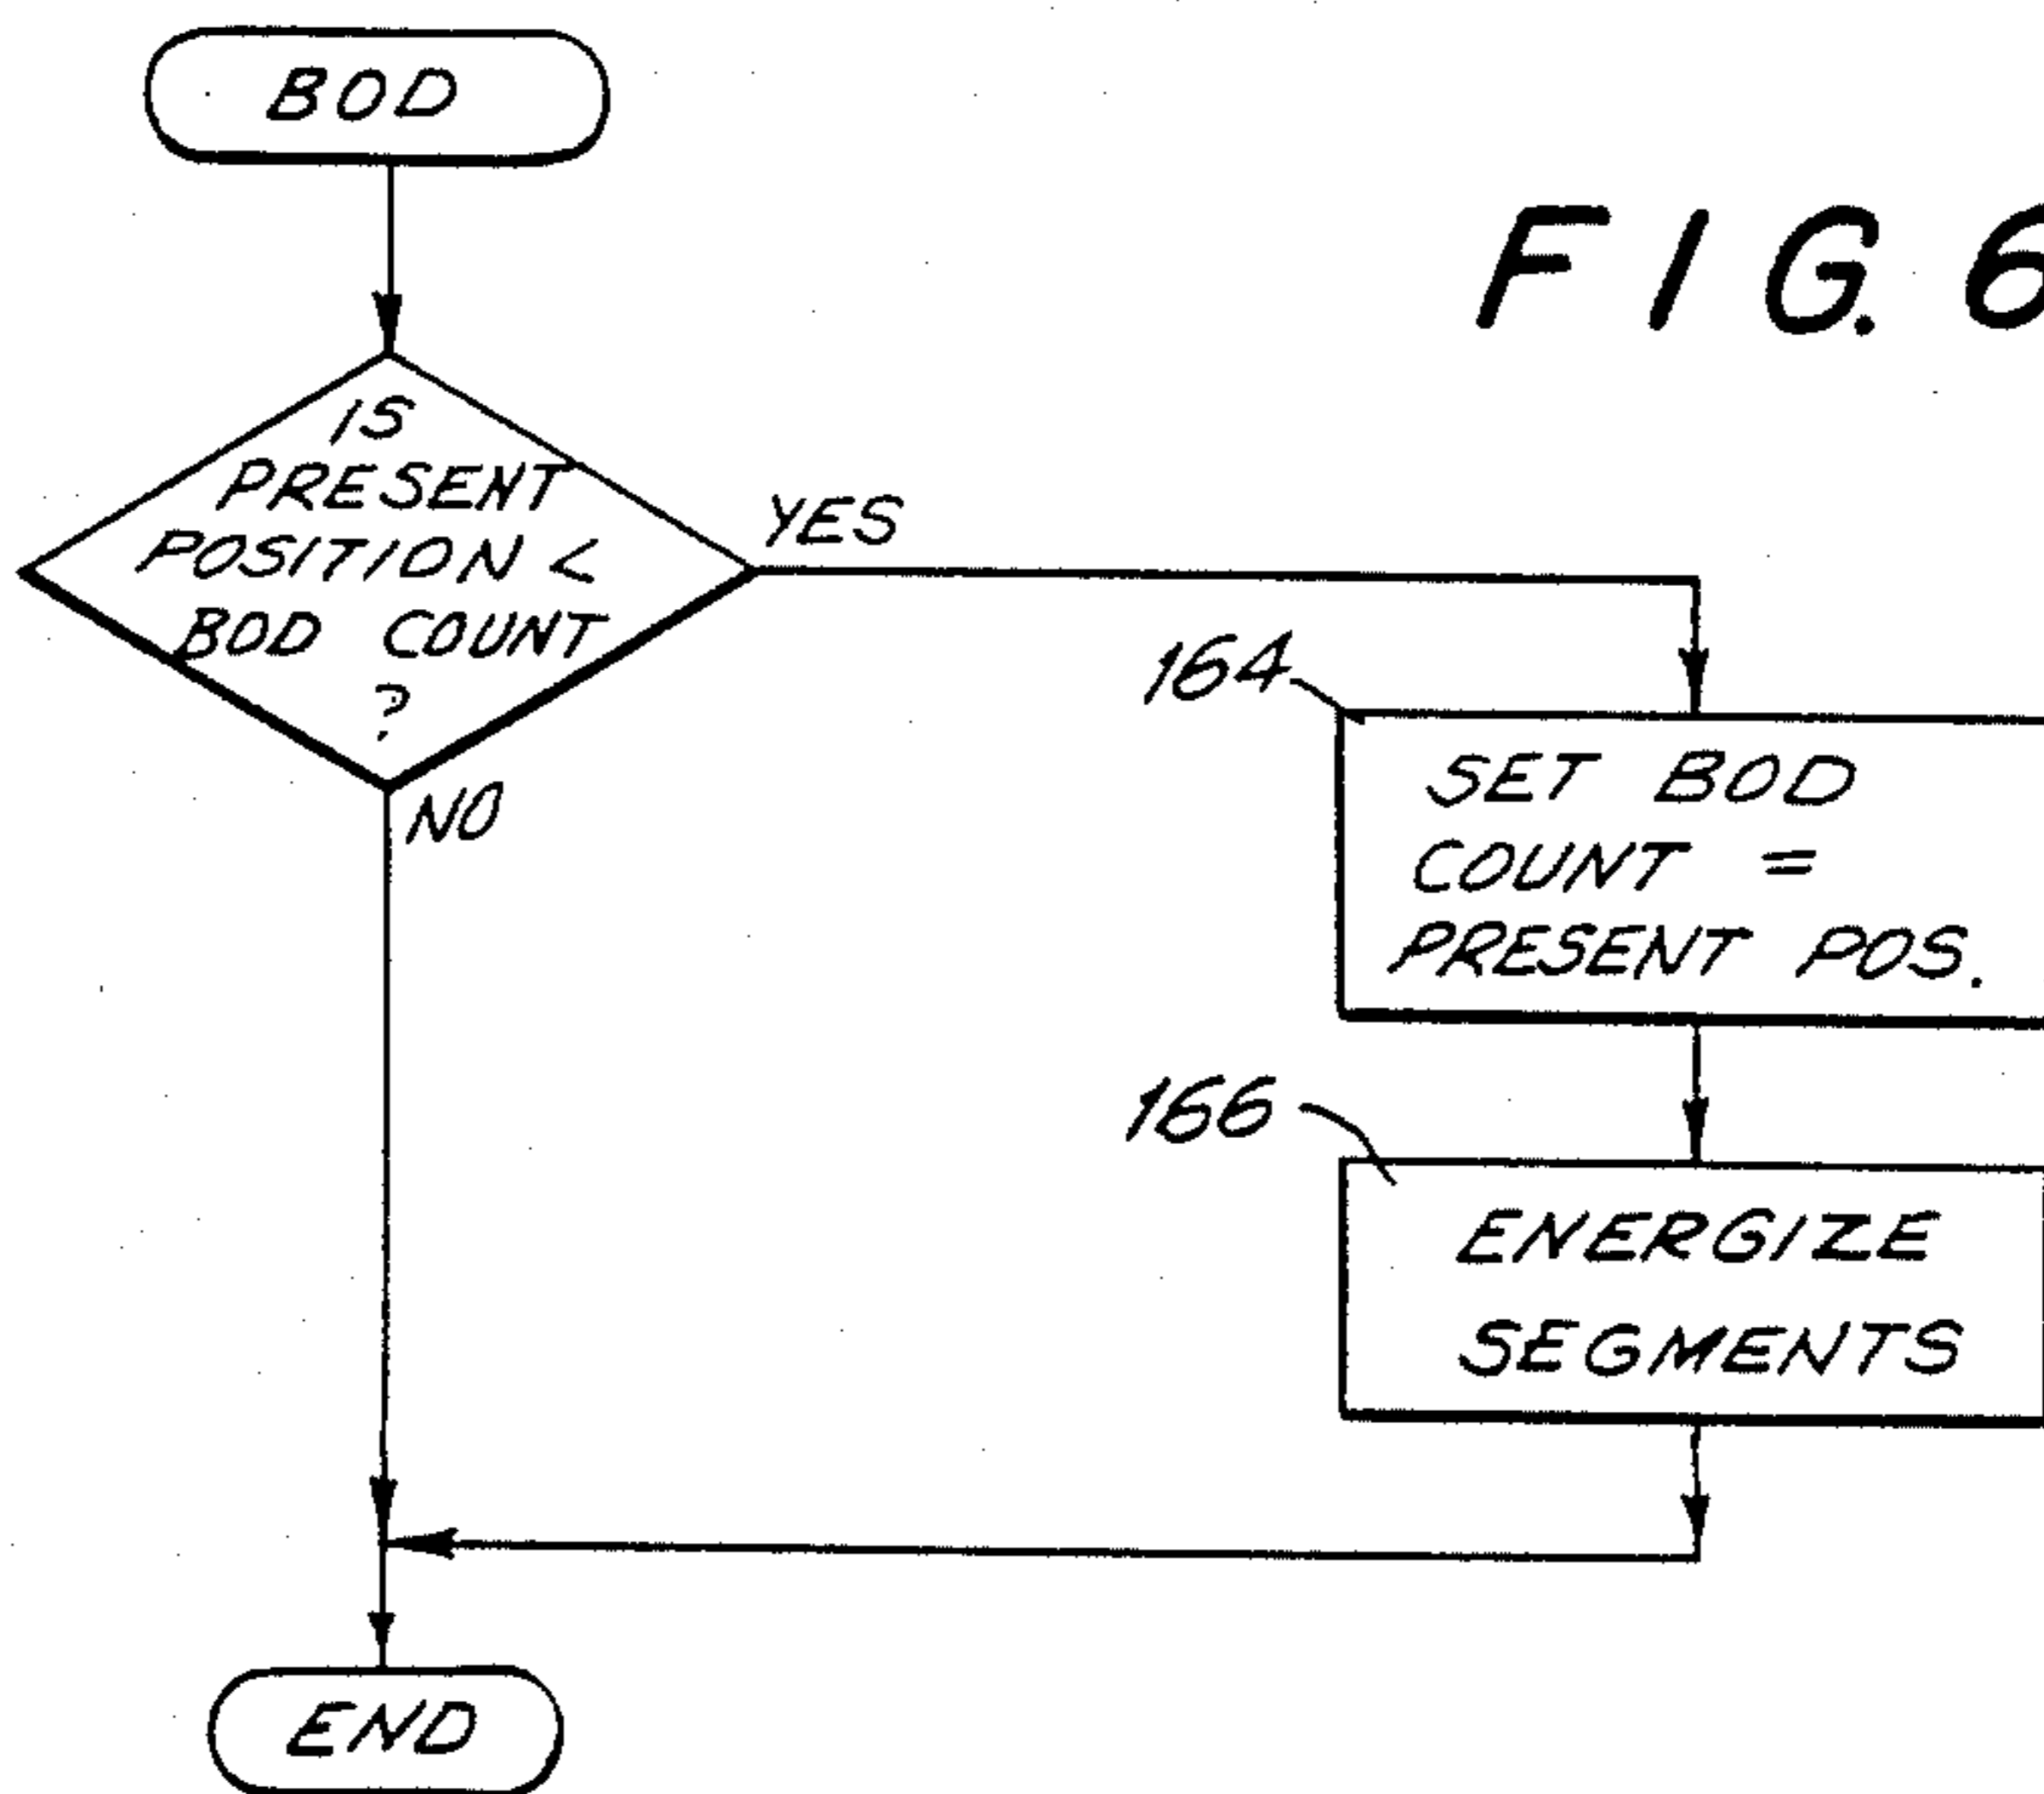 BOD
FIG. 6
IS
PRESENT
POSITION <
BOD COUNT
?
YES
NO
164
SET BOD
COUNT =
PRESENT POS.
166
ENERGIZE
SEGMENTS
END